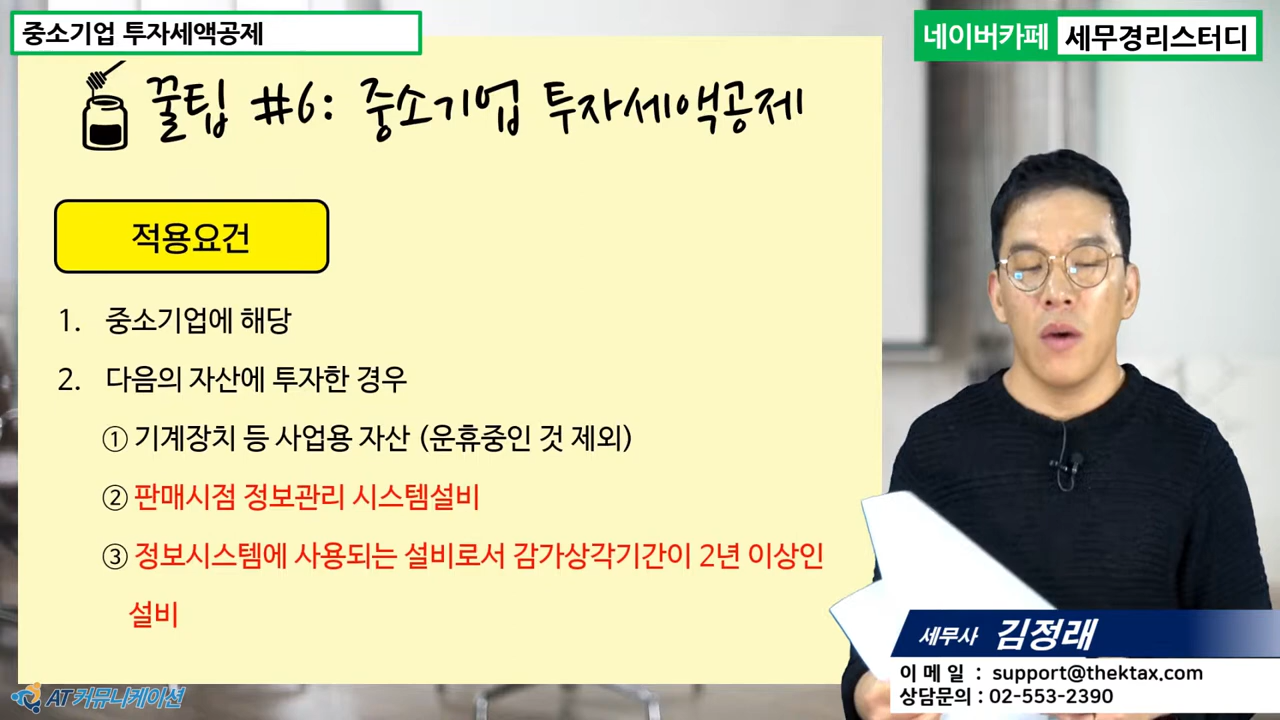 중소기업 투자세액공제
네이버카페 세무경리스터디
꿀팁 #6: 중소기업 투자세액공제
적용요건
1. 중소기업에 해당
2. 다음의 자산에 투자한 경우
① 기계장치 등 사업용 자산 (운휴중인 것 제외)
② 판매시점 정보관리 시스템설비
③ 정보시스템에 사용되는 설비로서 감가상각기간이 2년 이상인
설비
세무사 김정래
이 메 일 : support@thektax.com
상담문의 : 02-553-2390
AT커뮤니케이션